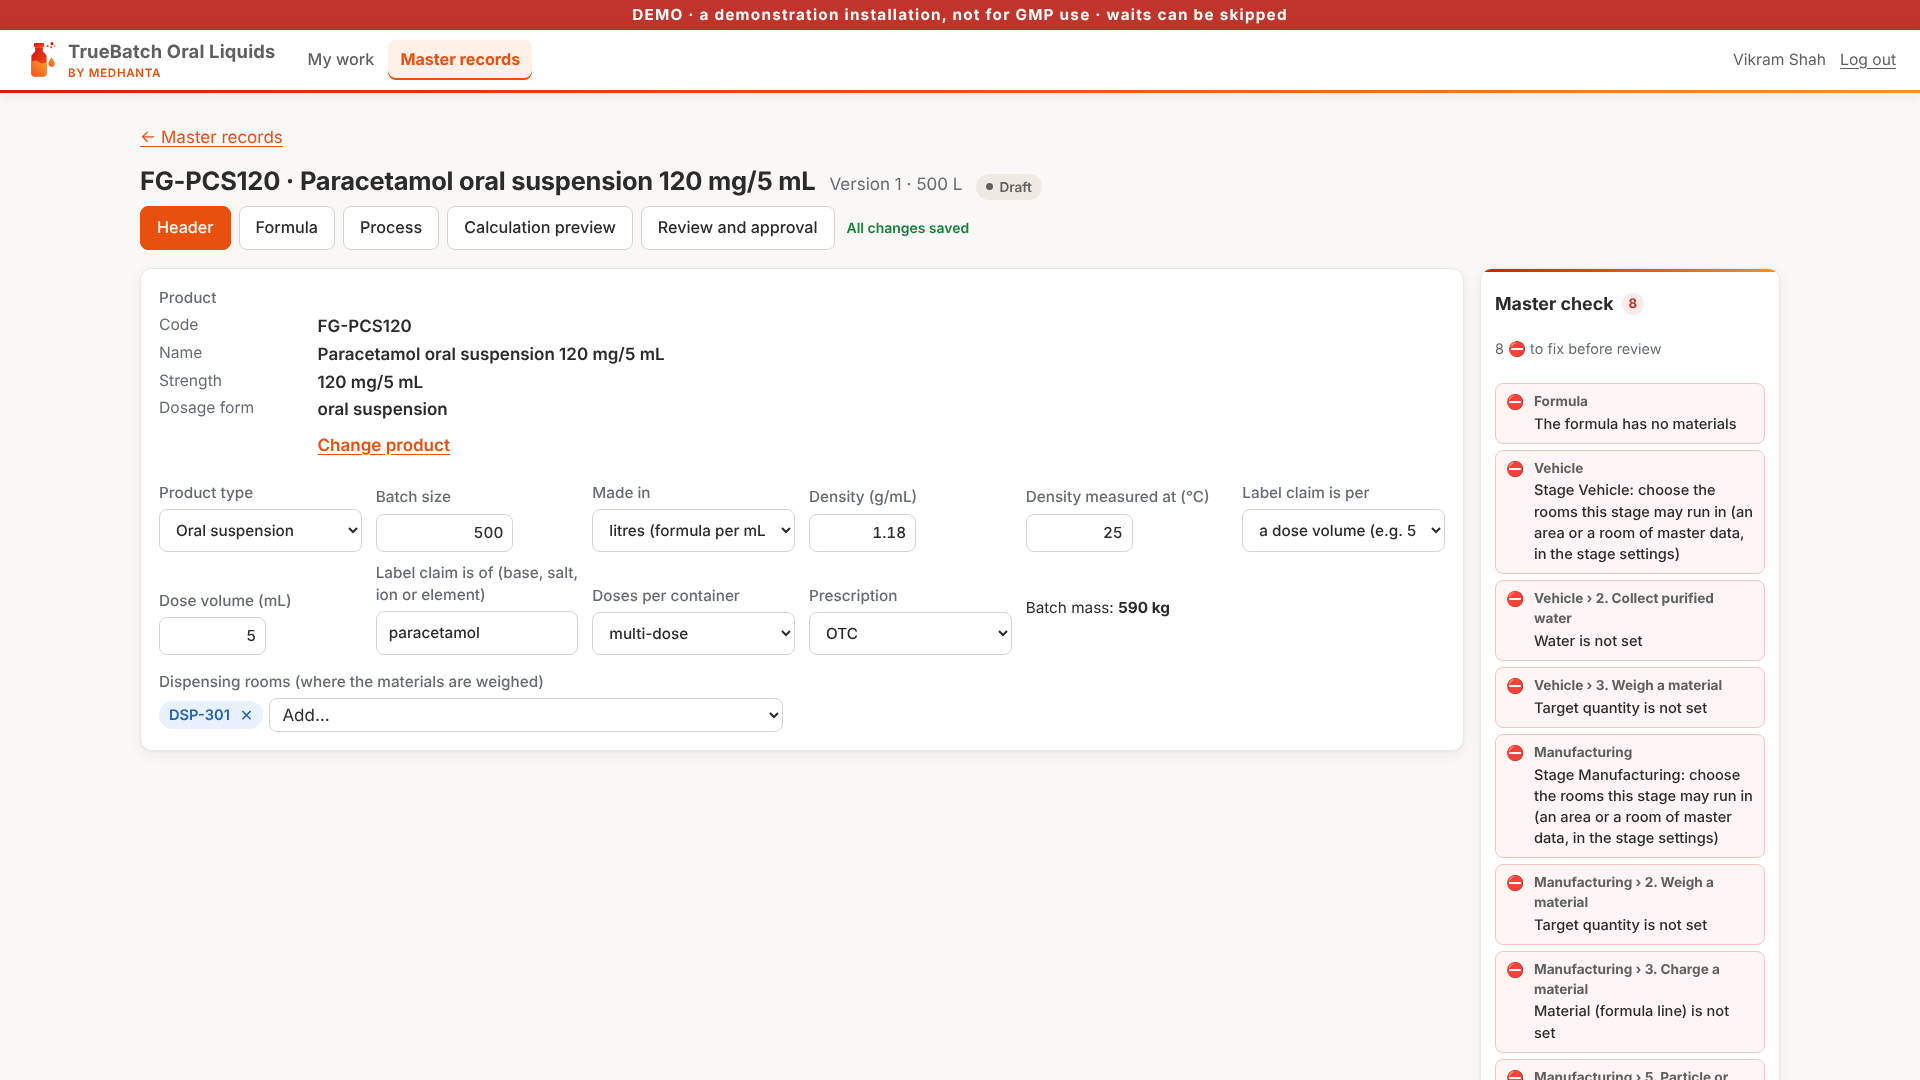 DEMO · a demonstration installation, not for GMP use · waits can be skipped
TrueBatch Oral Liquids
BY MEDHANTA
My work
Master records
Vikram Shah
Log out
← Master records
FG-PCS120 · Paracetamol oral suspension 120 mg/5 mL
Version 1 · 500 L
Draft
Header
Formula
Process
Calculation preview
Review and approval
All changes saved
Product
Code
FG-PCS120
Name
Paracetamol oral suspension 120 mg/5 mL
Strength
120 mg/5 mL
Dosage form
oral suspension
Change product
Product type
Oral suspension
Batch size
500
Made in
litres (formula per mL
Density (g/mL)
1.18
Density measured at (°C)
25
Label claim is per
a dose volume (e.g. 5
Dose volume (mL)
5
Label claim is of (base, salt,
ion or element)
paracetamol
Doses per container
multi-dose
Prescription
OTC
Batch mass: 590 kg
Dispensing rooms (where the materials are weighed)
DSP-301 ✕
Add...
Master check 8
8 ⛔ to fix before review
Formula
The formula has no materials
Vehicle
Stage Vehicle: choose the
rooms this stage may run in (an
area or a room of master data,
in the stage settings)
Vehicle › 2. Collect purified
water
Water is not set
Vehicle › 3. Weigh a material
Target quantity is not set
Manufacturing
Stage Manufacturing: choose
the rooms this stage may run in
(an area or a room of master
data, in the stage settings)
Manufacturing › 2. Weigh a
material
Target quantity is not set
Manufacturing › 3. Charge a
material
Material (formula line) is not
set
Manufacturing › 5. Particle or